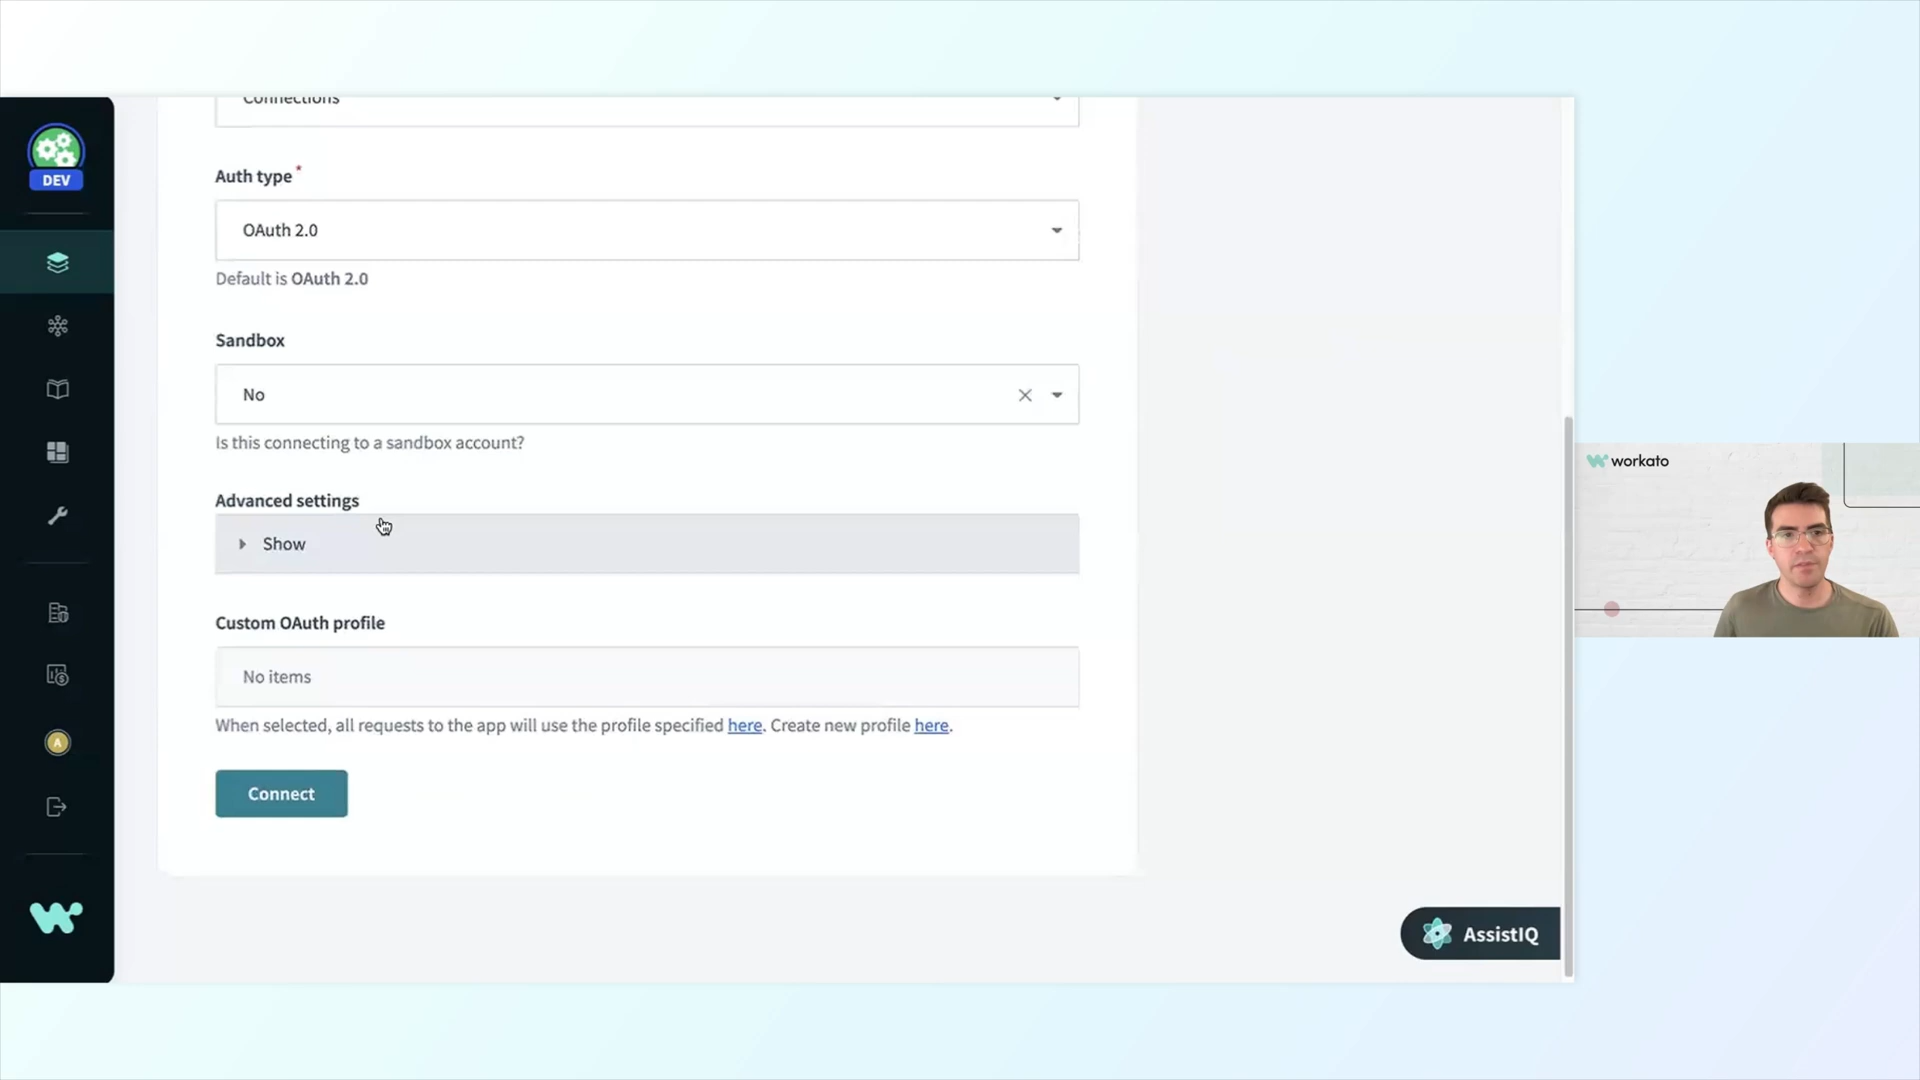 DEV
Connections
Auth type *
OAuth 2.0
Default is OAuth 2.0
Sandbox
No
Is this connecting to a sandbox account?
Advanced settings
Show
Custom OAuth profile
No items
When selected, all requests to the app will use the profile specified here. Create new profile here.
Connect
A
AssistIQ
workato